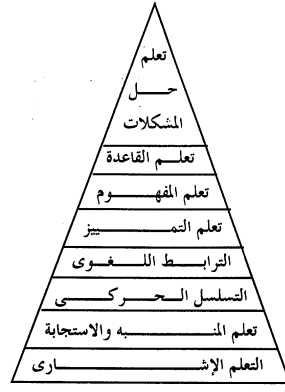 تعلم
حل
المشكلات
تعلم القاعدة
تعلم المفهوم
تعلم التمييز
الترابط اللغوى
التسلسل الحركى
تعلم المنبه والاستجابة
التعلم الإشارى